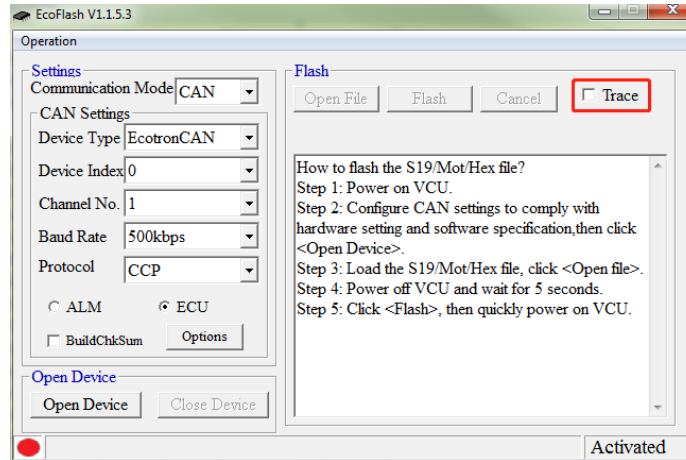 EcoFlash V1.1.5.3
Operation
Settings
Communication Mode CAN
CAN Settings
Device Type EcotronCAN
Device Index 0
Channel No. 1
Baud Rate 500kbps
Protocol CCP
ALM ECU
BuildChkSum Options
Open Device
Open Device Close Device
Flash
Open File Flash Cancel Trace
How to flash the S19/Mot/Hex file?
Step 1: Power on VCU.
Step 2: Configure CAN settings to comply with
hardware setting and software specification,then click
<Open Device>.
Step 3: Load the S19/Mot/Hex file, click <Open file>.
Step 4: Power off VCU and wait for 5 seconds.
Step 5: Click <Flash>, then quickly power on VCU.
Activated